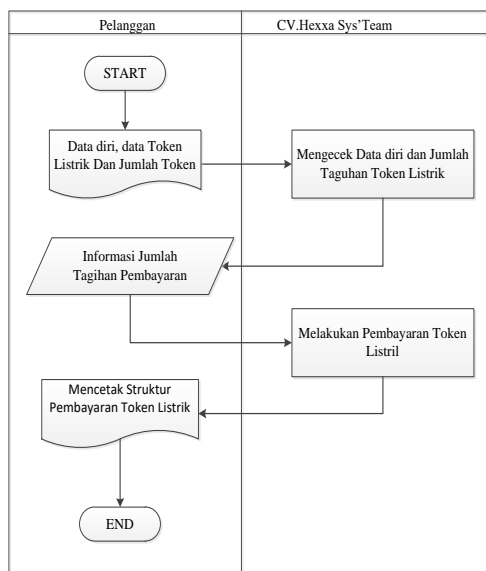 Pelanggan
CV.Hexxa Sys'Team
START
Data diri, data Token
Listrik Dan Jumlah Token
Mengecek Data diri dan Jumlah
Taguhan Token Listrik
Informasi Jumlah
Tagihan Pembayaran
Melakukan Pembayaran Token
Listril
Mencetak Struktur
Pembayaran Token Listrik
END